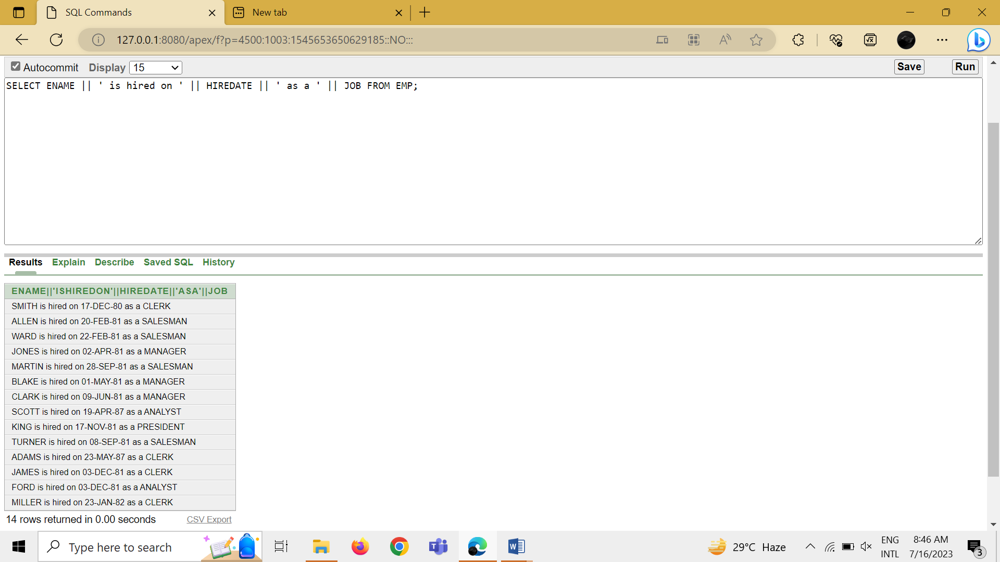 SQL Commands
New tab
127.0.0.1:8080/apex/f?p=4500:1003:1545653650629185::NO:::
Autocommit Display 15 Save Run
SELECT ENAME || ' is hired on ' || HIREDATE || ' as a ' || JOB FROM EMP;
Results Explain Describe Saved SQL History
ENAME||'ISHIREDON'||HIREDATE||'ASA'||JOB
SMITH is hired on 17-DEC-80 as a CLERK
ALLEN is hired on 20-FEB-81 as a SALESMAN
WARD is hired on 22-FEB-81 as a SALESMAN
JONES is hired on 02-APR-81 as a MANAGER
MARTIN is hired on 28-SEP-81 as a SALESMAN
BLAKE is hired on 01-MAY-81 as a MANAGER
CLARK is hired on 09-JUN-81 as a MANAGER
SCOTT is hired on 19-APR-87 as a ANALYST
KING is hired on 17-NOV-81 as a PRESIDENT
TURNER is hired on 08-SEP-81 as a SALESMAN
ADAMS is hired on 23-MAY-87 as a CLERK
JAMES is hired on 03-DEC-81 as a CLERK
FORD is hired on 03-DEC-81 as a ANALYST
MILLER is hired on 23-JAN-82 as a CLERK
14 rows returned in 0.00 seconds CSV Export
Type here to search
29°C Haze
ENG
INTL
8:46 AM
7/16/2023
3